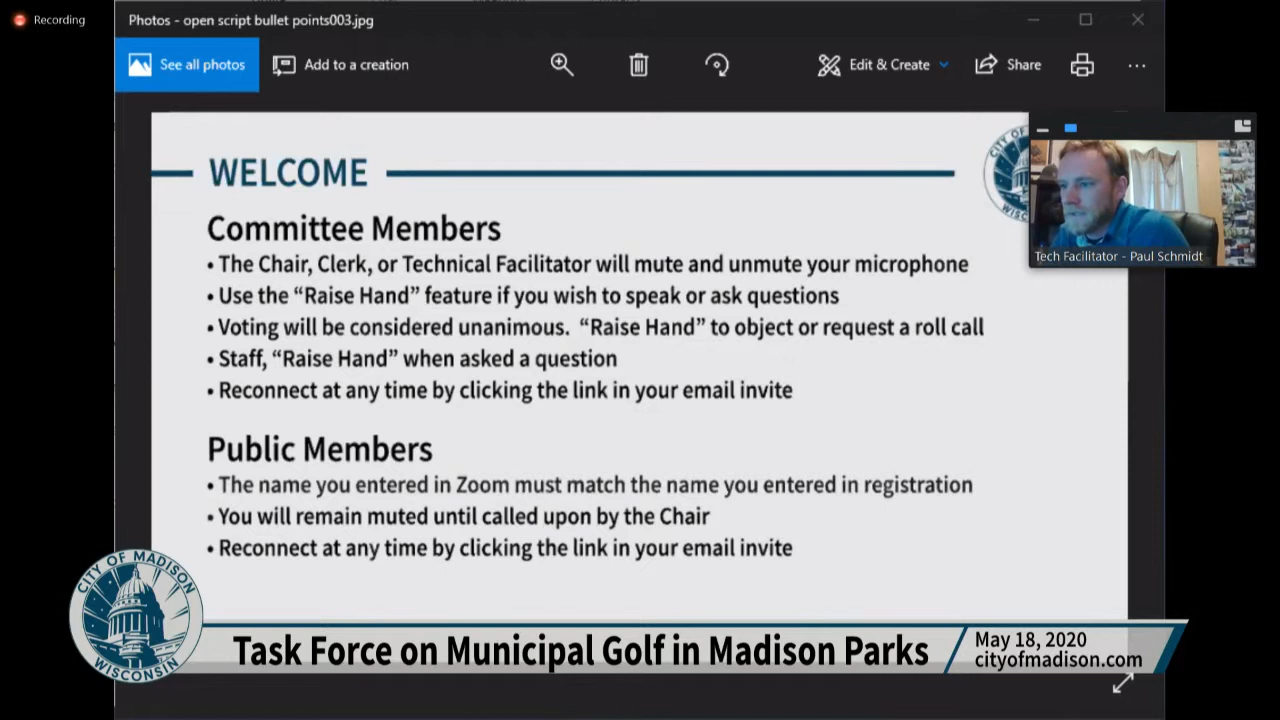 Recording
Photos - open script bullet points003.jpg
See all photos
Add to a creation
Edit & Create
Share
WELCOME
CITY OF
WISC
Committee Members
• The Chair, Clerk, or Technical Facilitator will mute and unmute your microphone
• Use the “Raise Hand” feature if you wish to speak or ask questions
• Voting will be considered unanimous. “Raise Hand” to object or request a roll call
• Staff, “Raise Hand” when asked a question
• Reconnect at any time by clicking the link in your email invite
Tech Facilitator - Paul Schmidt
Public Members
• The name you entered in Zoom must match the name you entered in registration
• You will remain muted until called upon by the Chair
• Reconnect at any time by clicking the link in your email invite
CITY OF MADISON
WISCONSIN
Task Force on Municipal Golf in Madison Parks
May 18, 2020
cityofmadison.com